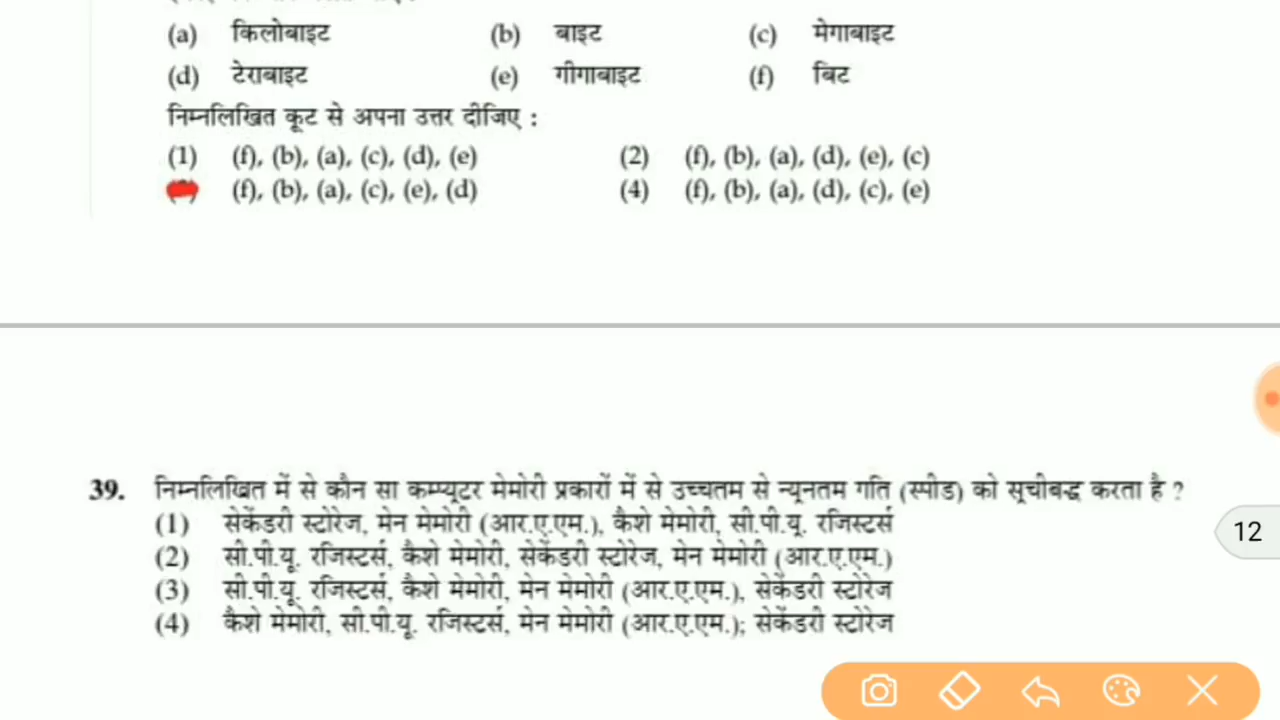 (a) किलोबाइट (b) बाइट (c) मेगाबाइट
(d) टेराबाइट (e) गीगाबाइट (f) बिट
निम्नलिखित कूट से अपना उत्तर दीजिए :
(1) (f), (b), (a), (c), (d), (e) (2) (f), (b), (a), (d), (e), (c)
(f), (b), (a), (c), (e), (d) (4) (f), (b), (a), (d), (c), (e)
39. निम्नलिखित में से कौन सा कम्प्यूटर मेमोरी प्रकारों में से उच्चतम से न्यूनतम गति (स्पीड) को सूचीबद्ध करता है ?
(1) सेकेंडरी स्टोरेज, मेन मेमोरी (आर.ए.एम.), कैशे मेमोरी, सी.पी.यू. रजिस्टर्स
12
(2) सी.पी.यू. रजिस्टर्स, कैशे मेमोरी, सेकेंडरी स्टोरेज, मेन मेमोरी (आर.ए.एम.)
(3) सी.पी.यू. रजिस्टर्स, कैशे मेमोरी, मेन मेमोरी (आर.ए.एम.), सेकेंडरी स्टोरेज
(4) कैशे मेमोरी, सी.पी.यू. रजिस्टर्स, मेन मेमोरी (आर.ए.एम.); सेकेंडरी स्टोरेज